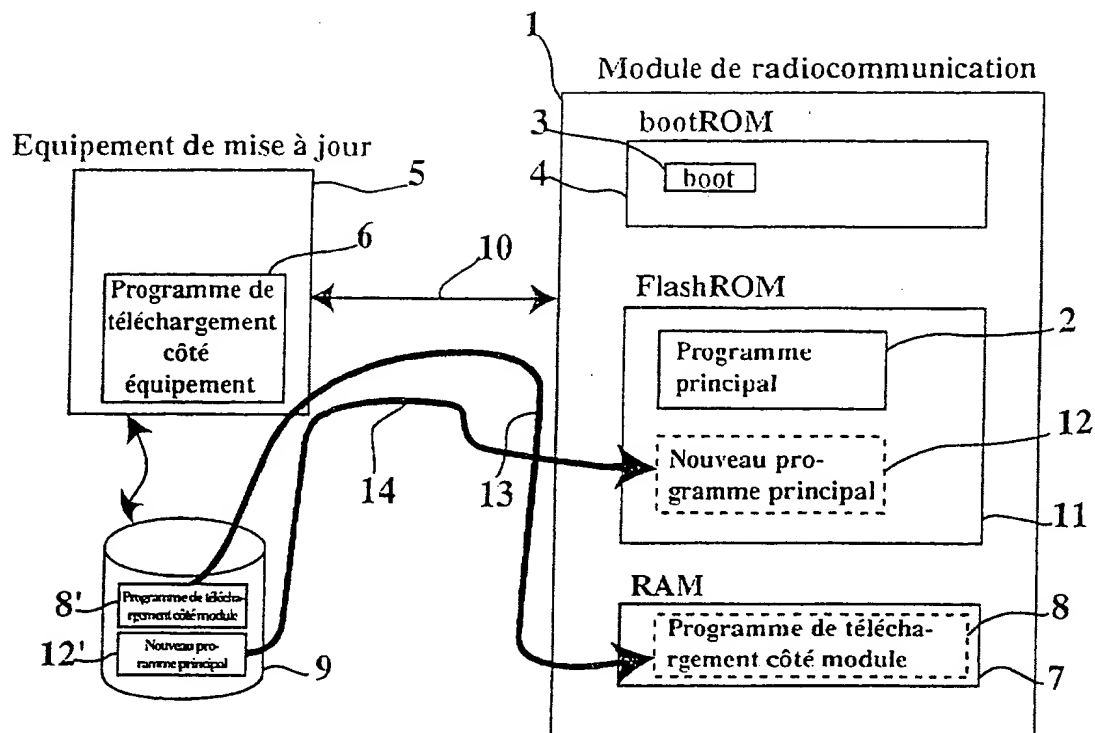 1
Module de radiocommunication
bootROM
3
boot
4
Equipement de mise à jour
5
6
Programme de
téléchargement
côté
équipement
10
FlashROM
2
Programme
principal
12
Nouveau pro-
gramme principal
14
13
11
RAM
8
Programme de télécha-
rgement côté module
7
8'
Programme de télécha-
rgement côté module
12'
Nouveau pro-
gramme principal
9